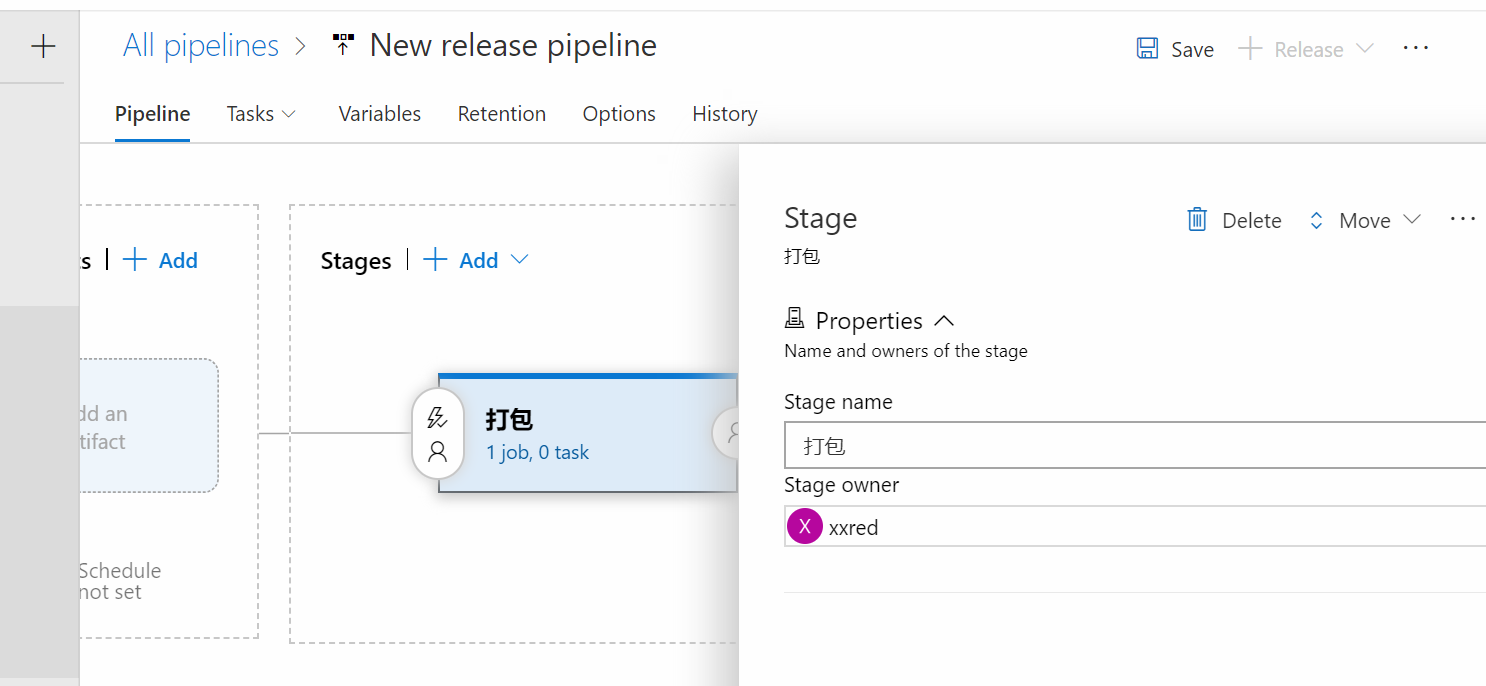 All pipelines > New release pipeline
Save + Release ...
Pipeline Tasks Variables Retention Options History
s | + Add
Stages | + Add
Stage
Delete Move ...
打包
Properties
Name and owners of the stage
dd an
tifact
打包
1 job, 0 task
Stage name
打包
Stage owner
X xxred
Schedule
not set